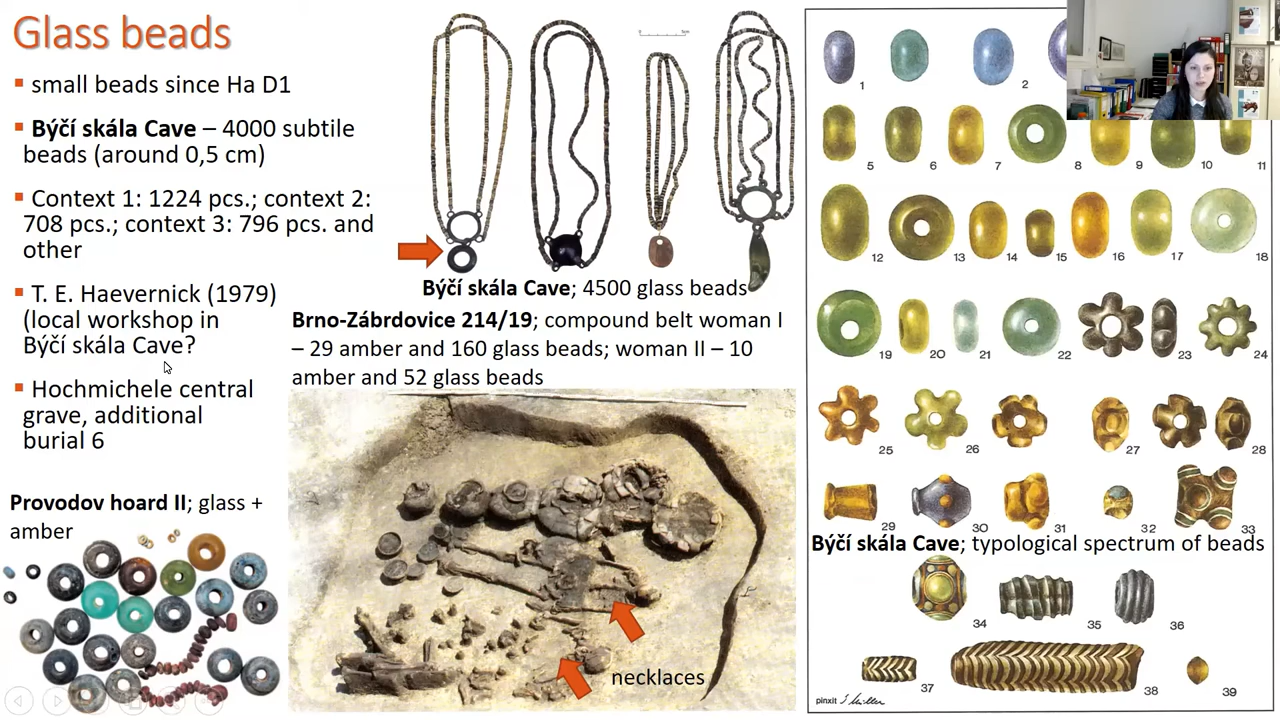 Glass beads
small beads since Ha D1
Býčí skála Cave – 4000 subtile
beads (around 0,5 cm)
Context 1: 1224 pcs.; context 2:
708 pcs.; context 3: 796 pcs. and
other
T. E. Haevernick (1979)
(local workshop in
Býčí skála Cave?
Hochmichele central
grave, additional
burial 6
Provodov hoard II; glass +
amber
Býčí skála Cave; 4500 glass beads
Brno-Zábrdovice 214/19; compound belt woman I
– 29 amber and 160 glass beads; woman II – 10
amber and 52 glass beads
necklaces
1 2
5 6 7 8 9 10 11
12 13 14 15 16 17 18
19 20 21 22 23 24
25 26 27 28
29 30 31 32 33
Býčí skála Cave; typological spectrum of beads
34 35 36
37 38 39
pinxit